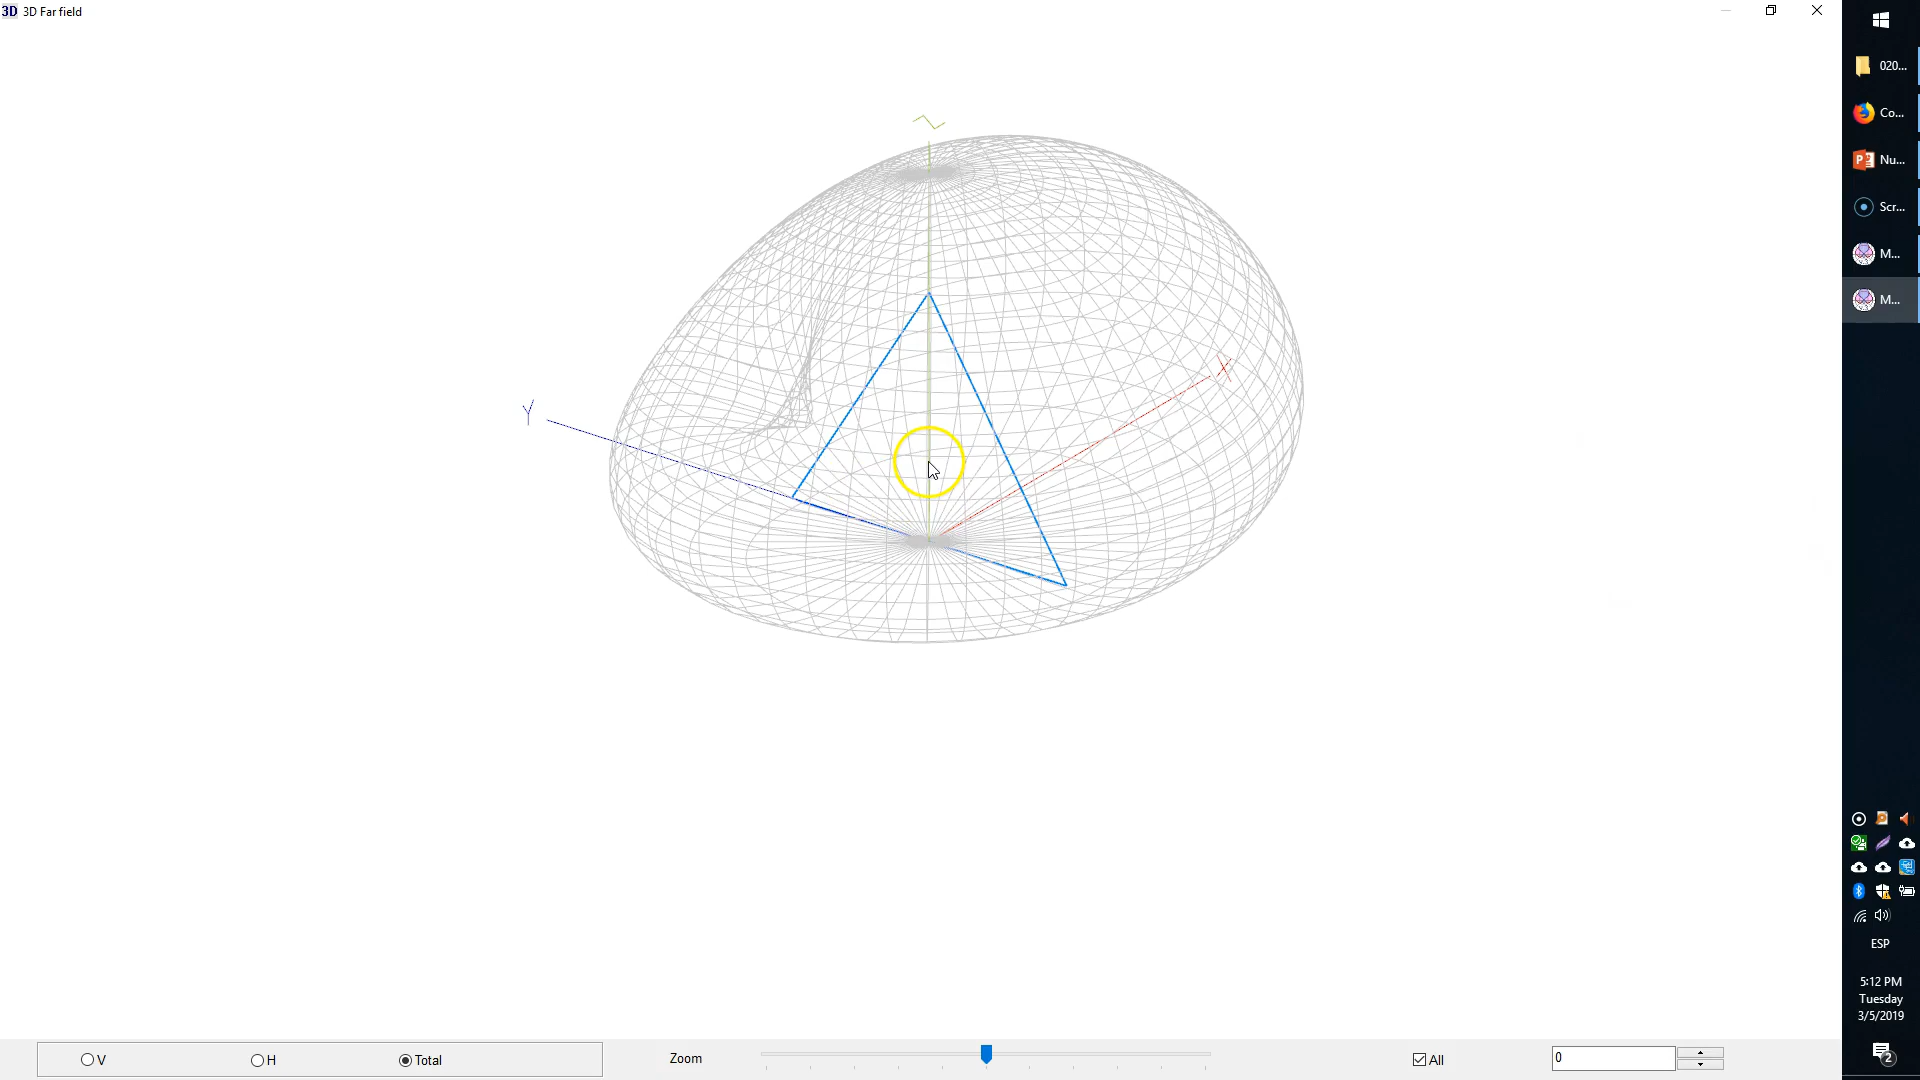 3D 3D Far field
Z
X
Y
V
H
Total
Zoom
All
0
020...
Co...
Nu...
Scr...
M...
M...
ESP
5:12 PM
Tuesday
3/5/2019
2